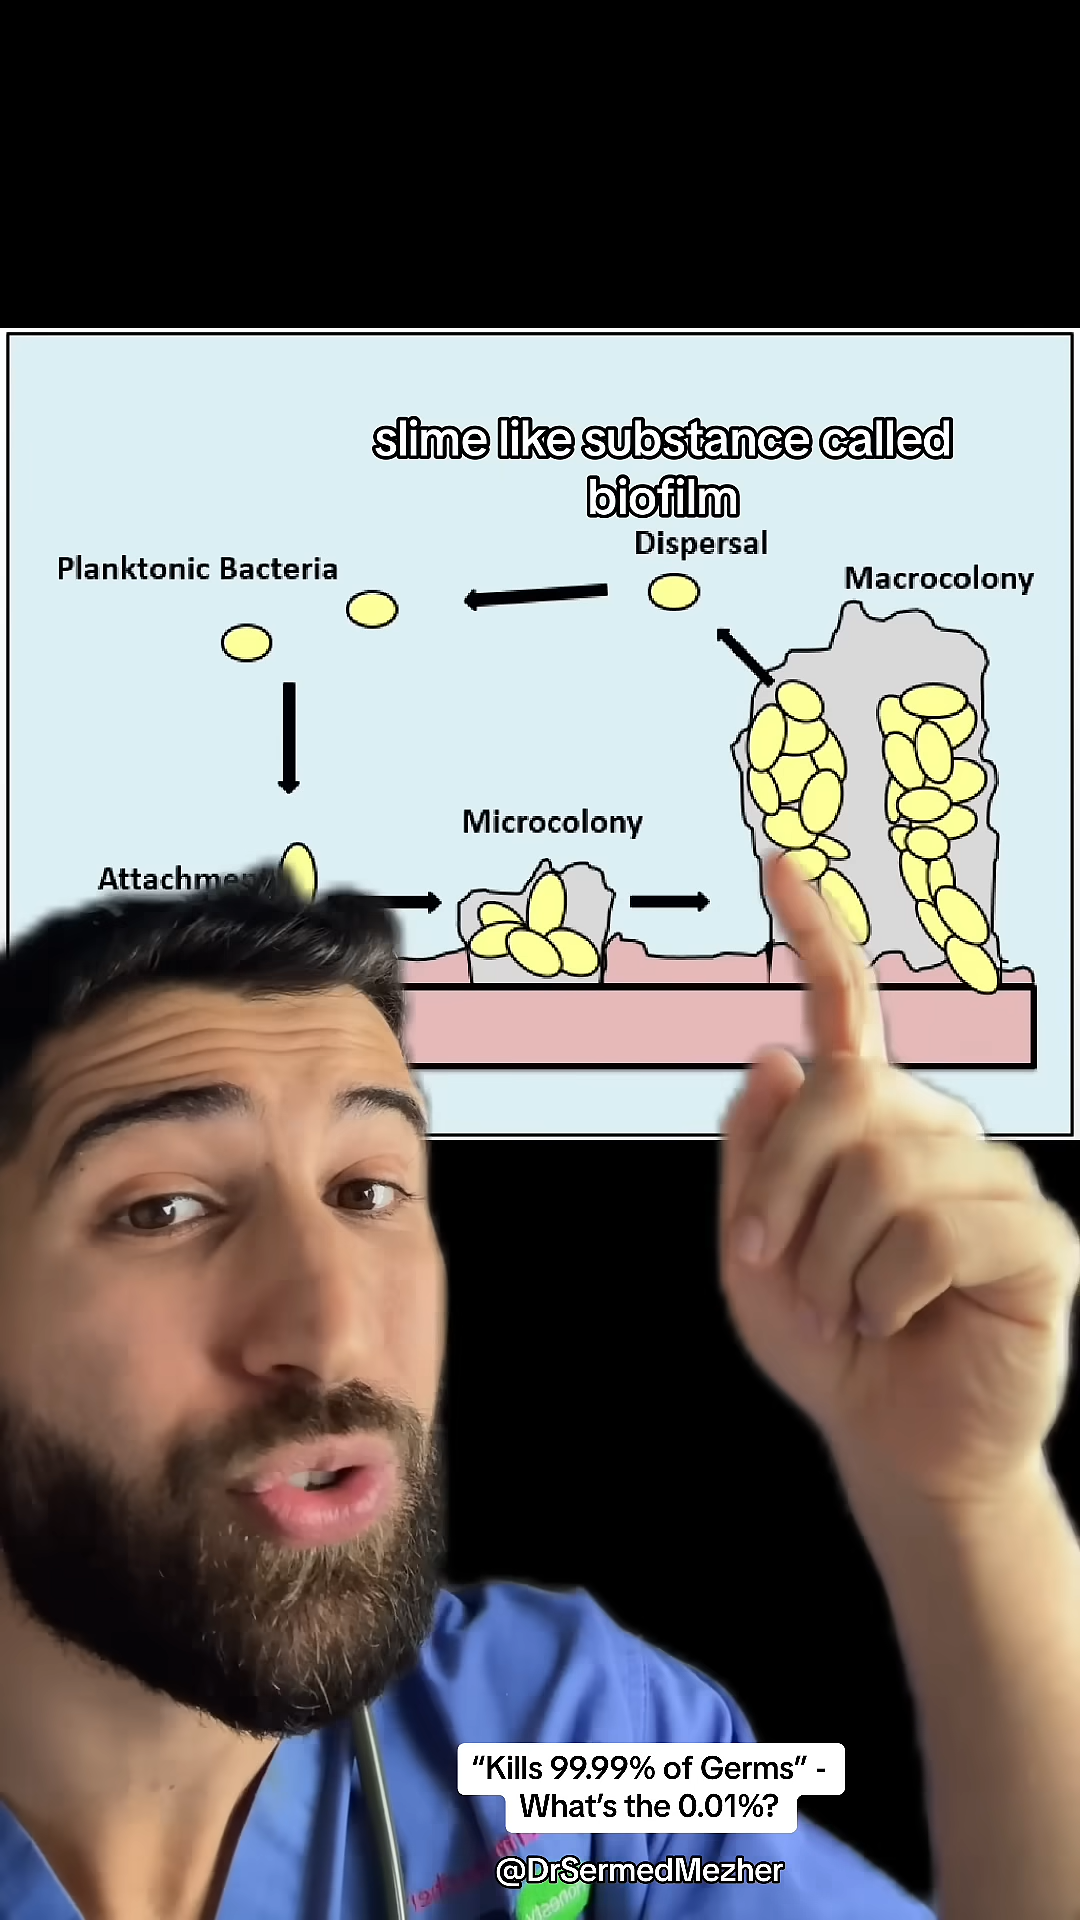 slime like substance called
biofilm
Dispersal
Planktonic Bacteria
Macrocolony
Microcolony
Attachmen
“Kills 99.99% of Germs” -
What's the 0.01%?
@DrSermedMezher